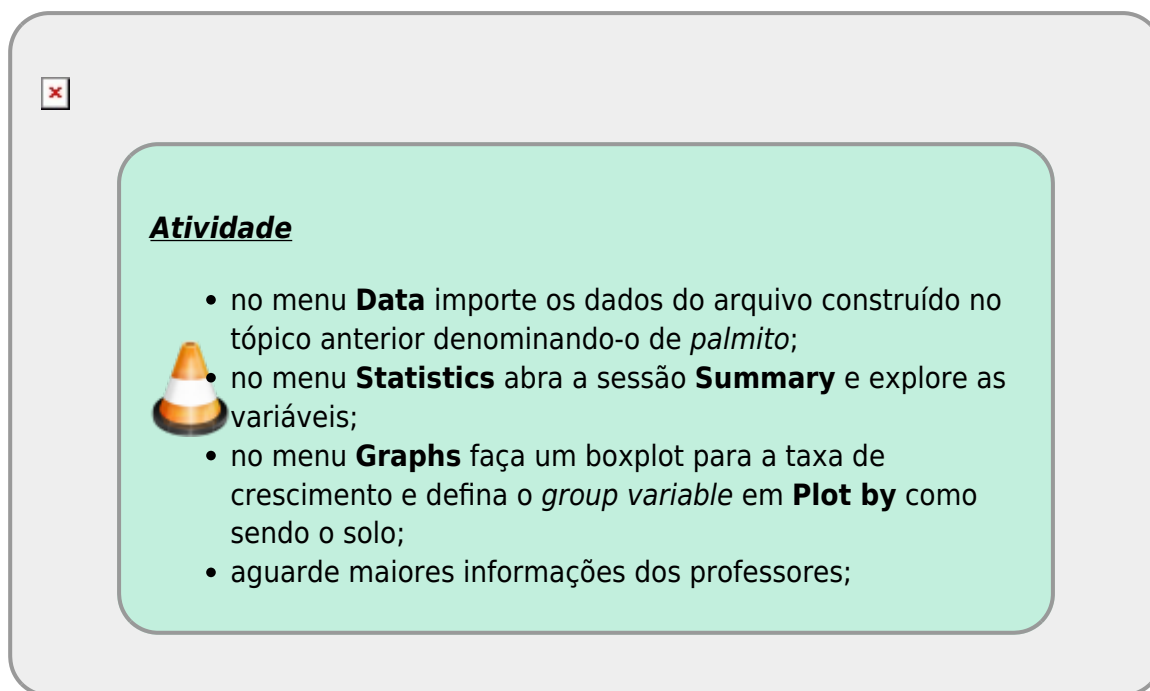 Atividade
• no menu Data importe os dados do arquivo construído no
tópico anterior denominando-o de palmito;
• no menu Statistics abra a sessão Summary e explore as
variáveis;
• no menu Graphs faça um boxplot para a taxa de
crescimento e defina o group variable em Plot by como
sendo o solo;
• aguarde maiores informações dos professores;